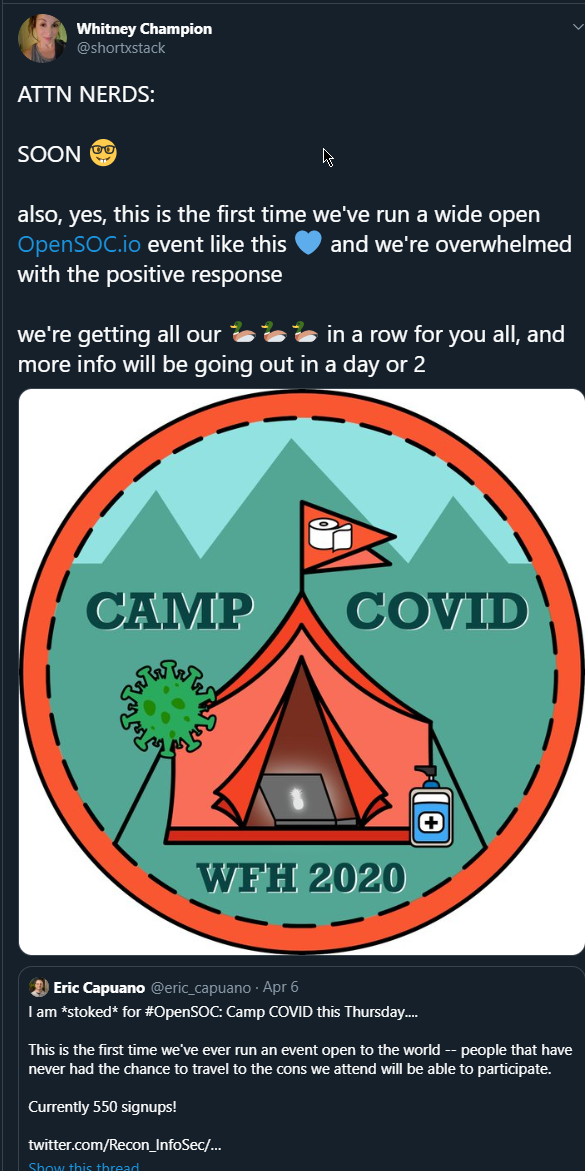 Whitney Champion
@shortxstack
ATTN NERDS:
SOON 🤓
also, yes, this is the first time we've run a wide open
OpenSOC.io event like this 💙 and we're overwhelmed
with the positive response
we're getting all our 🦆🦆🦆 in a row for you all, and
more info will be going out in a day or 2
CAMP COVID
WFH 2020
Eric Capuano @eric_capuano · Apr 6
I am *stoked* for #OpenSOC: Camp COVID this Thursday....
This is the first time we've ever run an event open to the world -- people that have
never had the chance to travel to the cons we attend will be able to participate.
Currently 550 signups!
twitter.com/Recon_InfoSec/...
Show this thread